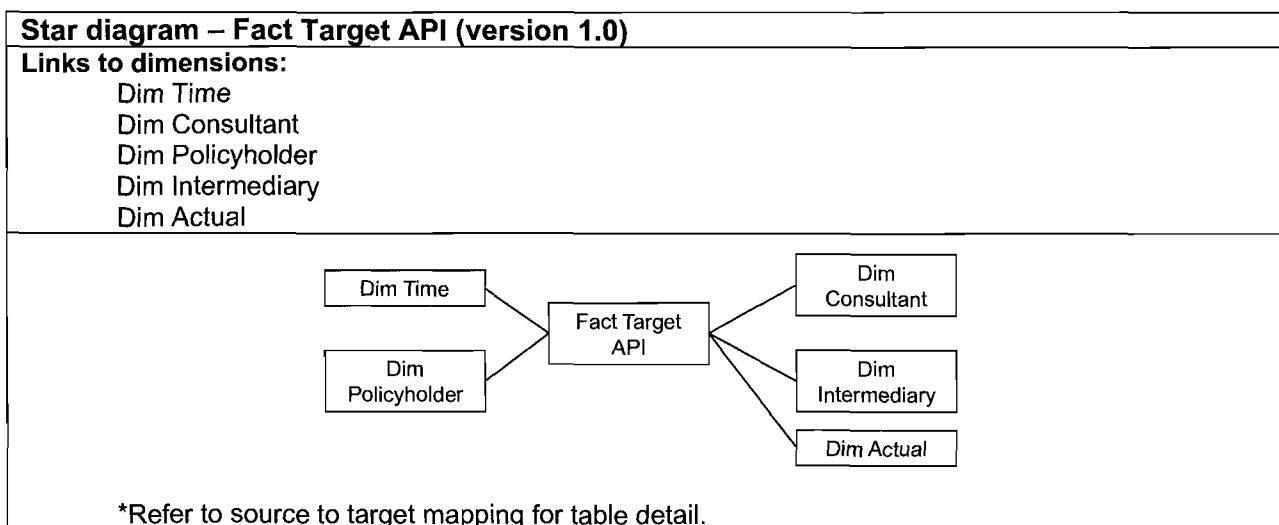 Star diagram – Fact Target API (version 1.0)
Links to dimensions:
Dim Time
Dim Consultant
Dim Policyholder
Dim Intermediary
Dim Actual
Dim Time
Dim
Policyholder
Fact Target
API
Dim
Consultant
Dim
Intermediary
Dim Actual
*Refer to source to target mapping for table detail.